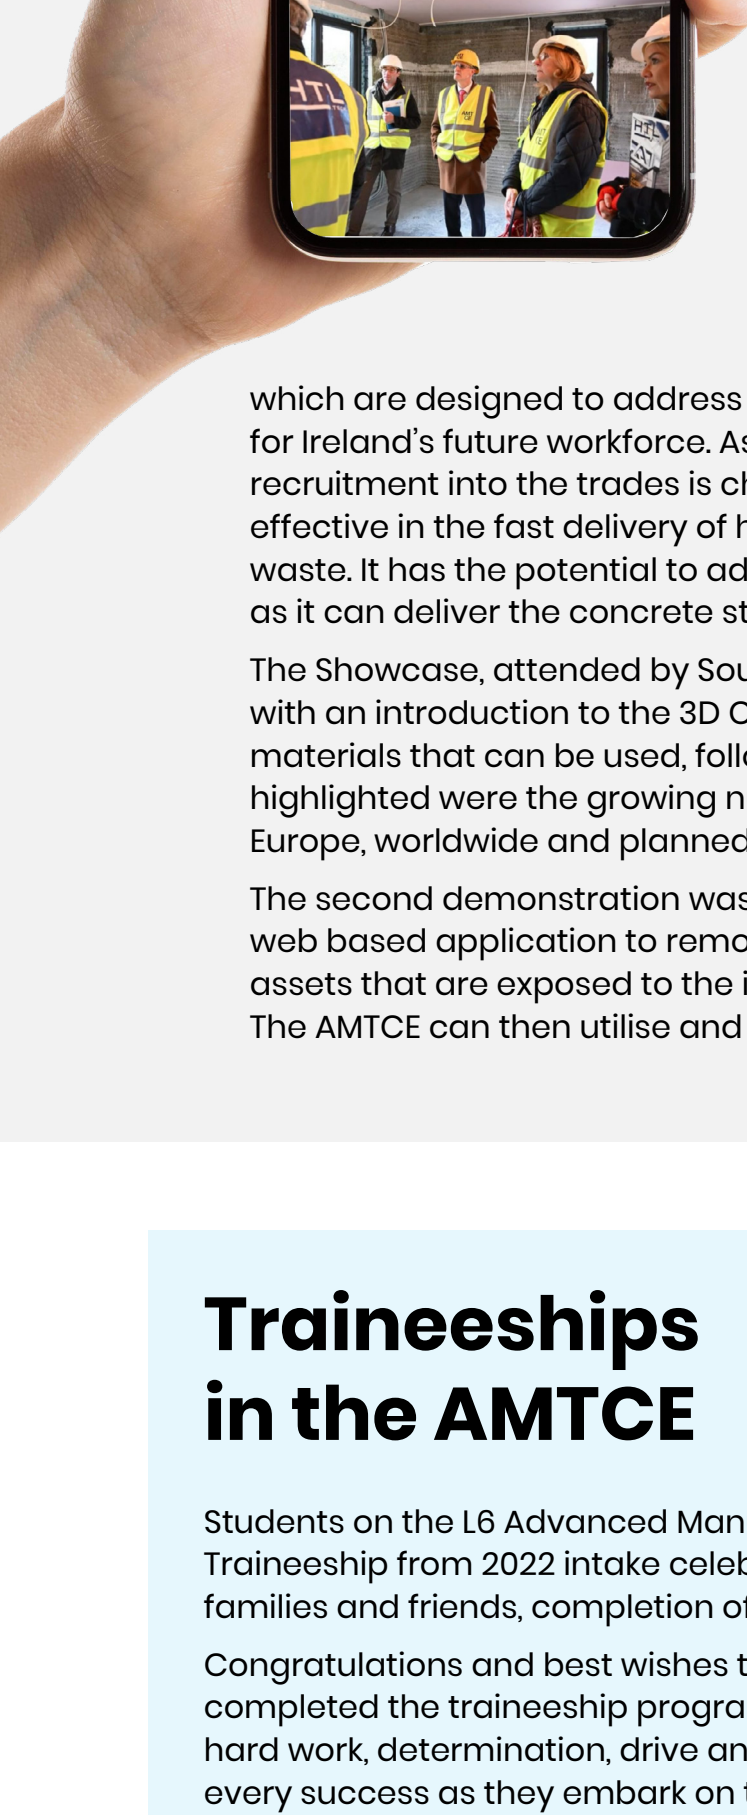 HTL
AMT
CE
HTL
which are designed to address
for Ireland’s future workforce. As
recruitment into the trades is ch
effective in the fast delivery of h
waste. It has the potential to ad
as it can deliver the concrete st
The Showcase, attended by Sou
with an introduction to the 3D C
materials that can be used, follo
highlighted were the growing n
Europe, worldwide and planned
The second demonstration was
web based application to remo
assets that are exposed to the i
The AMTCE can then utilise and
Traineeships
in the AMTCE
Students on the L6 Advanced Man
Traineeship from 2022 intake celeb
families and friends, completion of
Congratulations and best wishes t
completed the traineeship progra
hard work, determination, drive an
every success as they embark on t